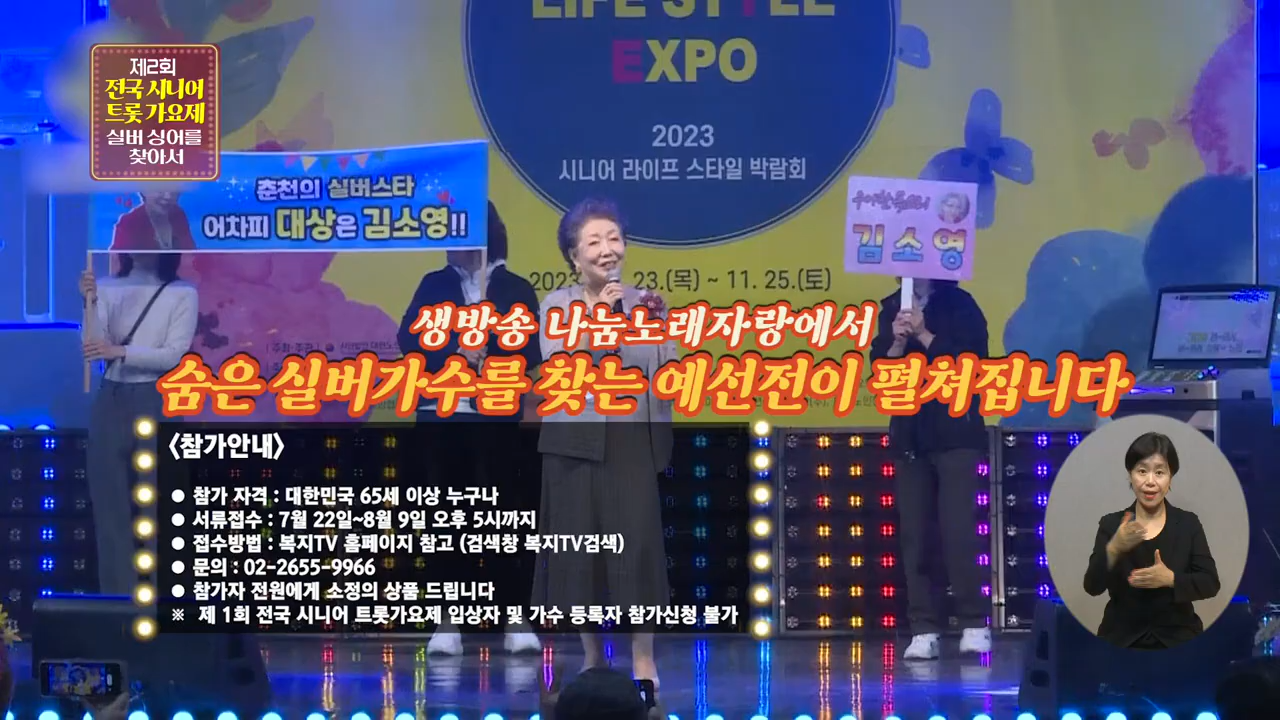 LIFE STYLE
EXPO
2023
시니어 라이프 스타일 박람회
제2회
전국 시니어
트롯 가요제
실버 싱어를
찾아서
춘천의 실버스타
어차피 대상은 김소영!!
김소영
2023 23.(목) ~ 11. 25.(토)
생방송 나눔노래자랑에서
숨은 실버가수를 찾는 예선전이 펼쳐집니다
<참가안내>
● 참가 자격 : 대한민국 65세 이상 누구나
● 서류접수 : 7월 22일~8월 9일 오후 5시까지
● 접수방법 : 복지TV 홈페이지 참고 (검색창 복지TV검색)
● 문의 : 02-2655-9966
● 참가자 전원에게 소정의 상품 드립니다
※ 제 1회 전국 시니어 트롯가요제 입상자 및 가수 등록자 참가신청 불가